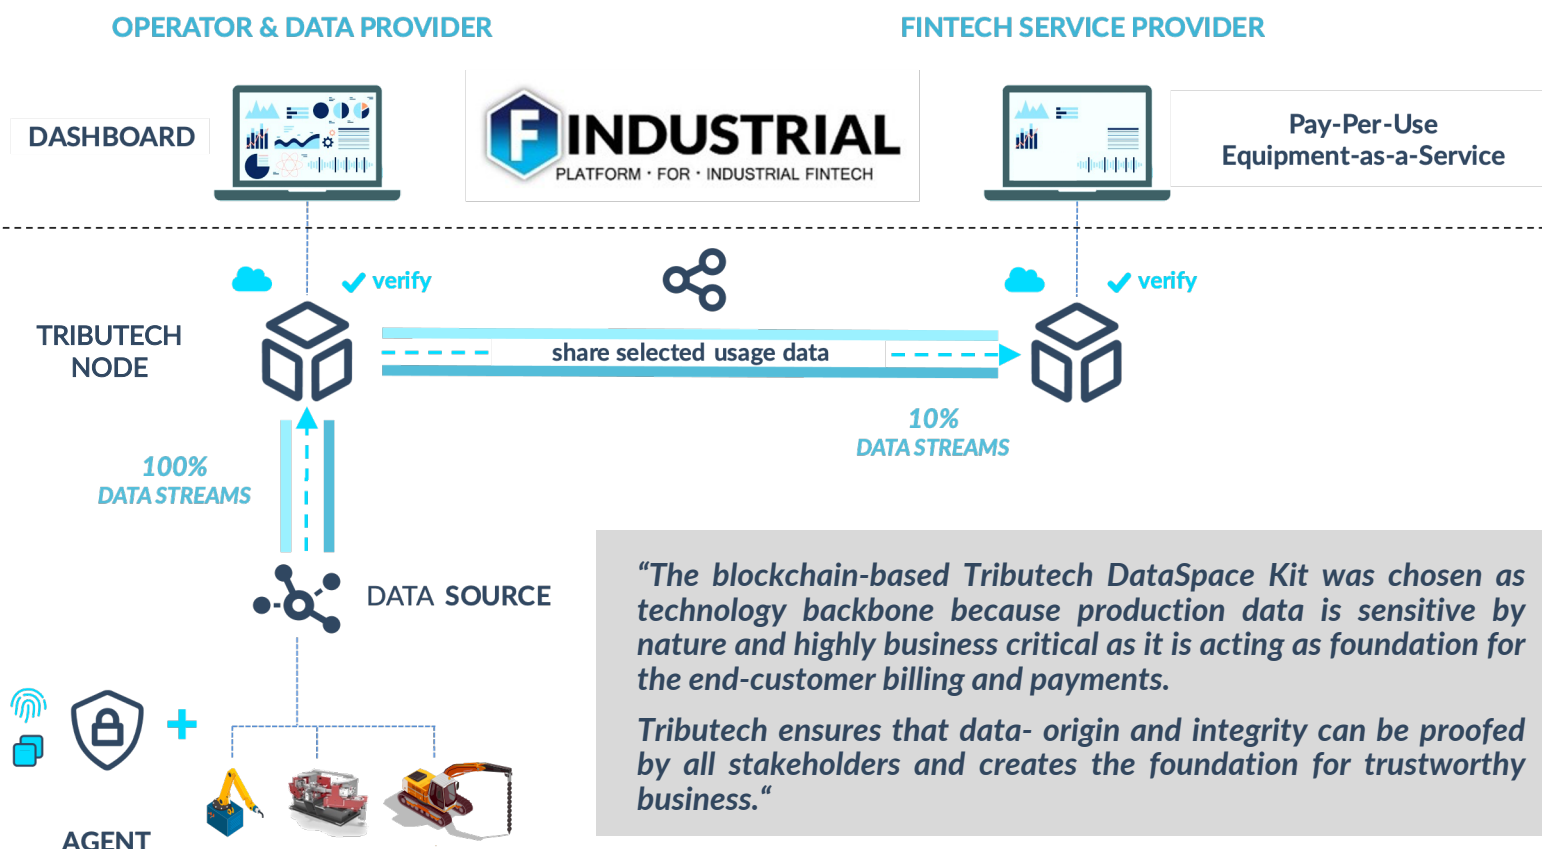 OPERATOR & DATA PROVIDER
FINTECH SERVICE PROVIDER
DASHBOARD
F INDUSTRIAL
PLATFORM · FOR · INDUSTRIAL FINTECH
Pay-Per-Use
Equipment-as-a-Service
verify
verify
TRIBUTECH
NODE
share selected usage data
10%
DATA STREAMS
100%
DATA STREAMS
DATA SOURCE
“The blockchain-based Tributech DataSpace Kit was chosen as
technology backbone because production data is sensitive by
nature and highly business critical as it is acting as foundation for
the end-customer billing and payments.
Tributech ensures that data- origin and integrity can be proofed
by all stakeholders and creates the foundation for trustworthy
business.“
AGENT